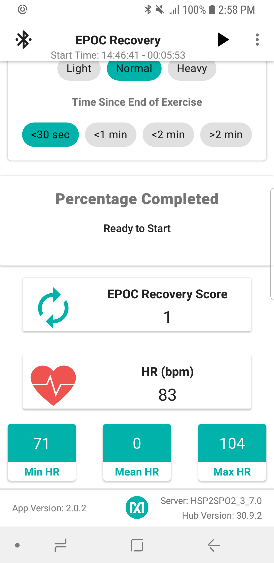 100% 2:58 PM
EPOC Recovery
Start Time: 14:46:41 - 00:05:53
Light Normal Heavy
Time Since End of Exercise
<30 sec <1 min <2 min >2 min
Percentage Completed
Ready to Start
EPOC Recovery Score
1
HR (bpm)
83
71 0 104
Min HR Mean HR Max HR
App Version: 2.0.2
Server: HSP2SPO2_3_7.0
Hub Version: 30.9.2